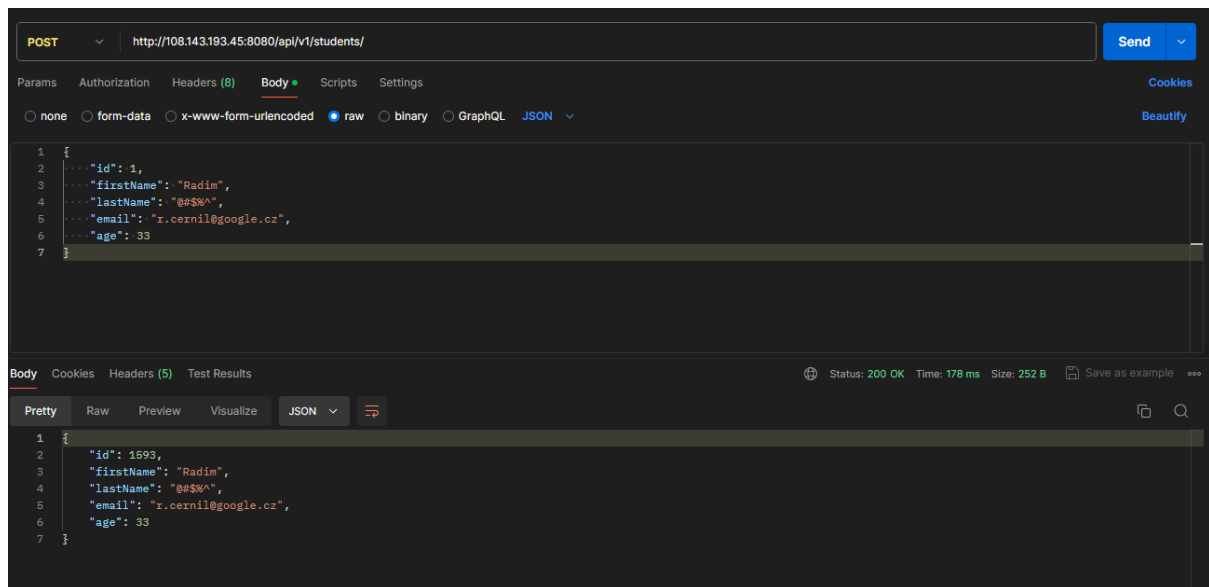 POST http://108.143.193.45:8080/api/v1/students/ Send
Params Authorization Headers (8) Body Scripts Settings Cookies
none form-data x-www-form-urlencoded raw binary GraphQL JSON Beautify
1 {
2 "id": 1,
3 "firstName": "Radim",
4 "lastName": "@#$%^",
5 "email": "r.cernil@google.cz",
6 "age": 33
7 }
Body Cookies Headers (5) Test Results Status: 200 OK Time: 178 ms Size: 252 B Save as example
Pretty Raw Preview Visualize JSON
1 {
2 "id": 1593,
3 "firstName": "Radim",
4 "lastName": "@#$%^",
5 "email": "r.cernil@google.cz",
6 "age": 33
7 }